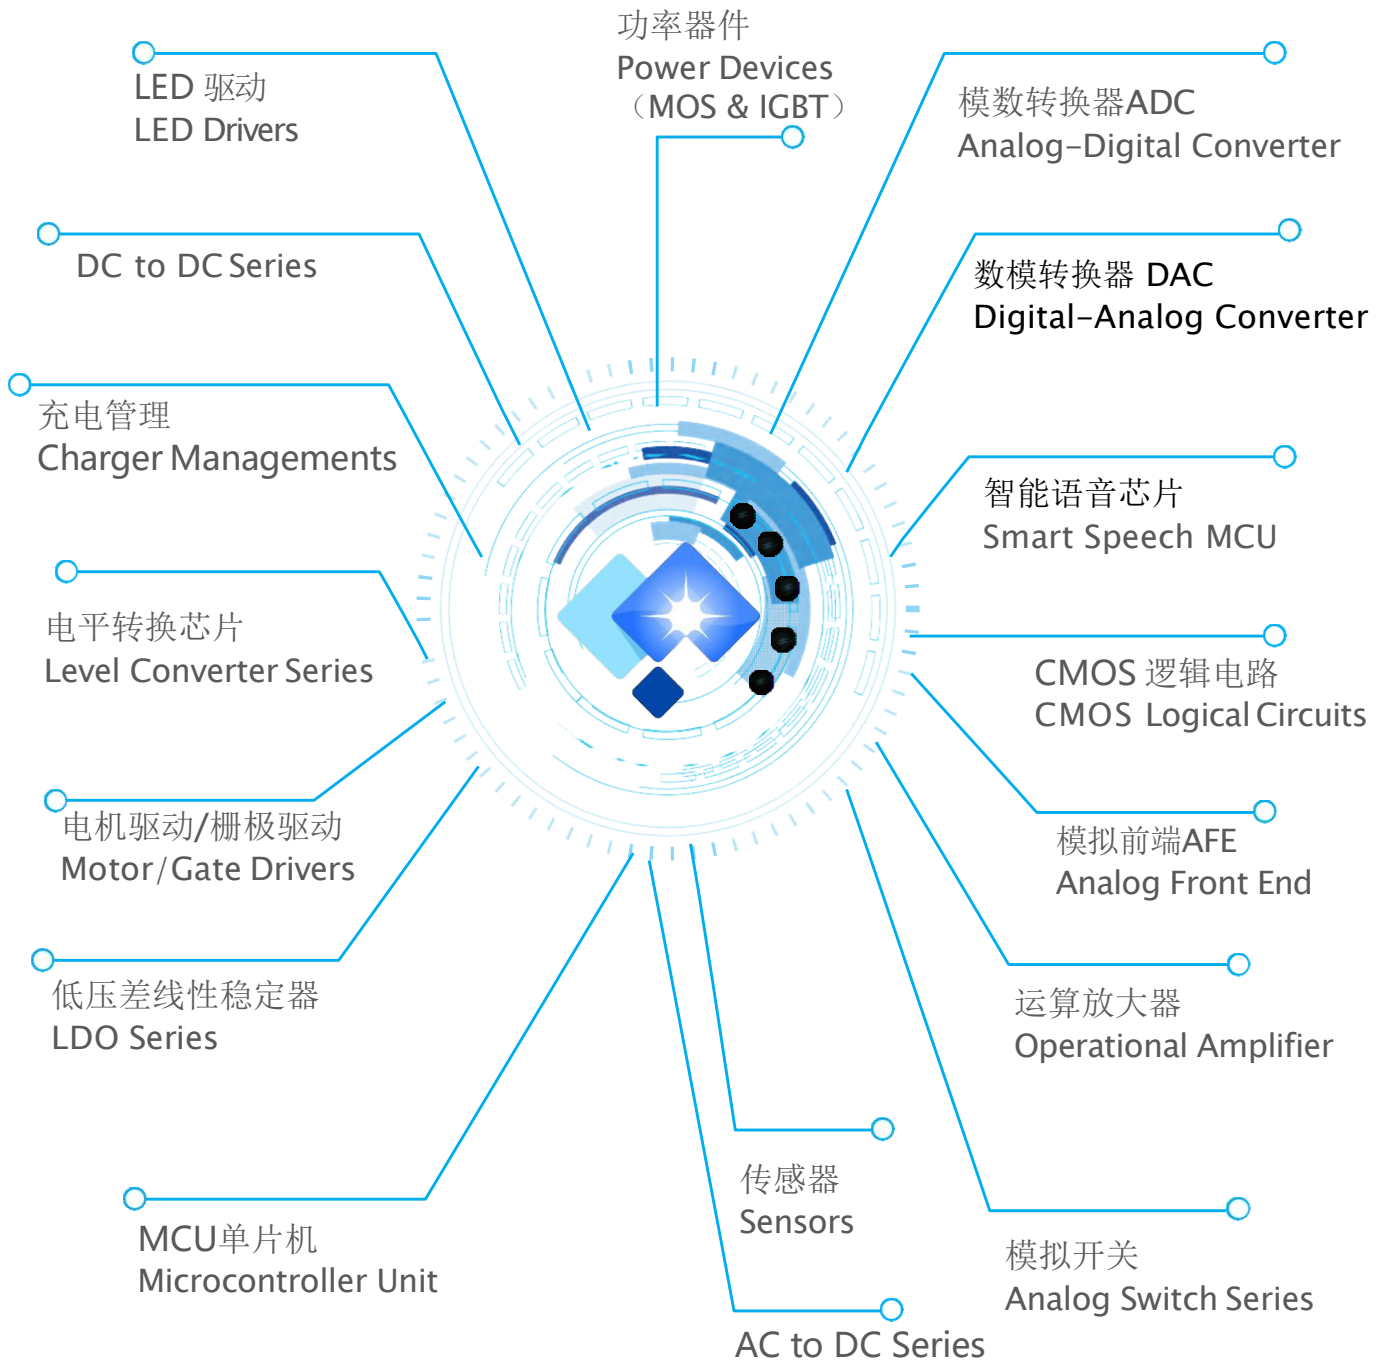 功率器件
Power Devices
（MOS & IGBT）
LED 驱动
LED Drivers
模数转换器ADC
Analog-Digital Converter
DC to DC Series
数模转换器 DAC
Digital-Analog Converter
充电管理
Charger Managements
智能语音芯片
Smart Speech MCU
电平转换芯片
Level Converter Series
CMOS 逻辑电路
CMOS Logical Circuits
电机驱动/栅极驱动
Motor/Gate Drivers
模拟前端AFE
Analog Front End
低压差线性稳定器
LDO Series
运算放大器
Operational Amplifier
传感器
Sensors
MCU单片机
Microcontroller Unit
模拟开关
Analog Switch Series
AC to DC Series